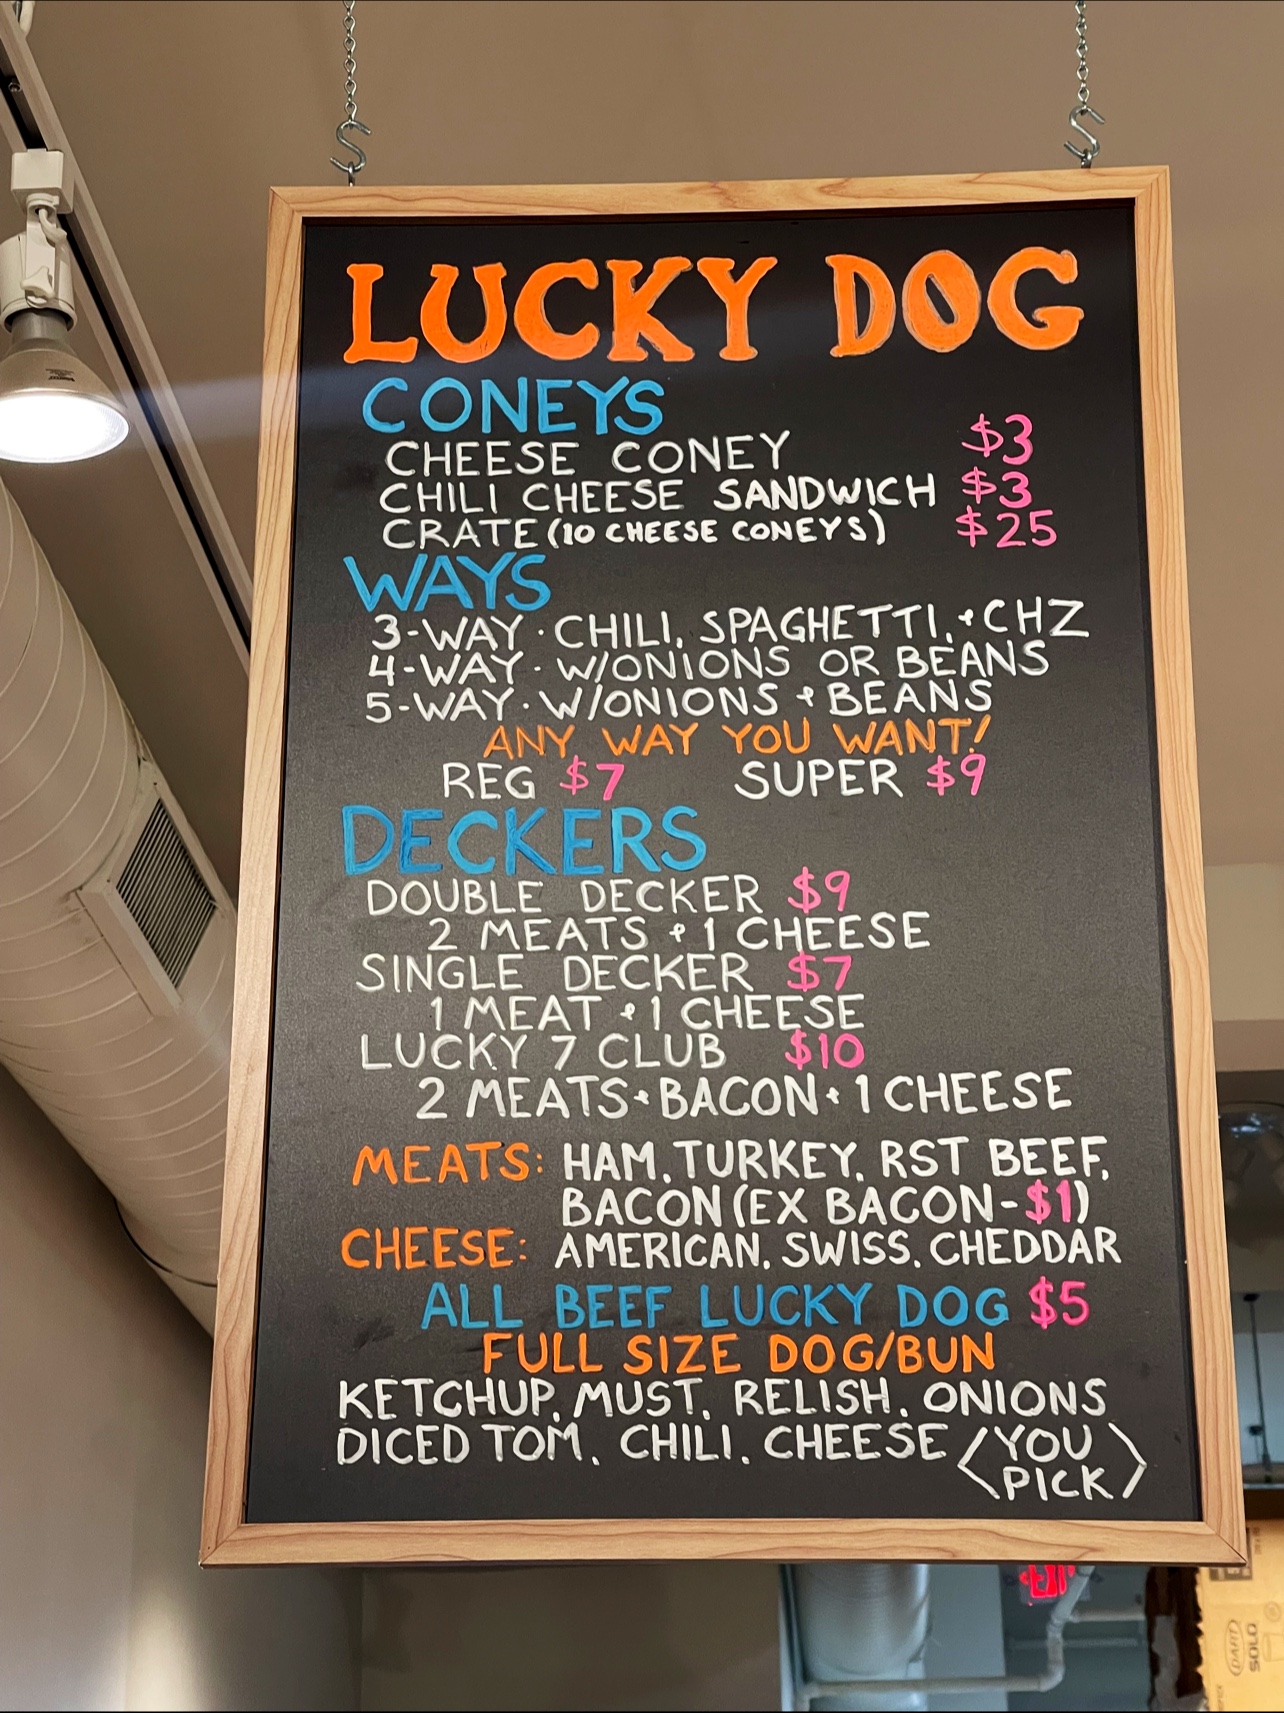 LUCKY DOG
CONEYS
CHEESE CONEY $3
CHILI CHEESE SANDWICH $3
CRATE (10 CHEESE CONEYS) $25
WAYS
3-WAY · CHILI, SPAGHETTI, & CHZ
4-WAY · W/ONIONS OR BEANS
5-WAY · W/ONIONS & BEANS
ANY WAY YOU WANT!
REG $7 SUPER $9
DECKERS
DOUBLE DECKER $9
2 MEATS & 1 CHEESE
SINGLE DECKER $7
1 MEAT & 1 CHEESE
LUCKY 7 CLUB $10
2 MEATS & BACON & 1 CHEESE
MEATS: HAM, TURKEY, RST BEEF,
BACON (EX BACON-$1)
CHEESE: AMERICAN, SWISS, CHEDDAR
ALL BEEF LUCKY DOG $5
FULL SIZE DOG/BUN
KETCHUP, MUST, RELISH, ONIONS
DICED TOM, CHILI, CHEESE <YOU
PICK>
EXIT
DART
SOLO